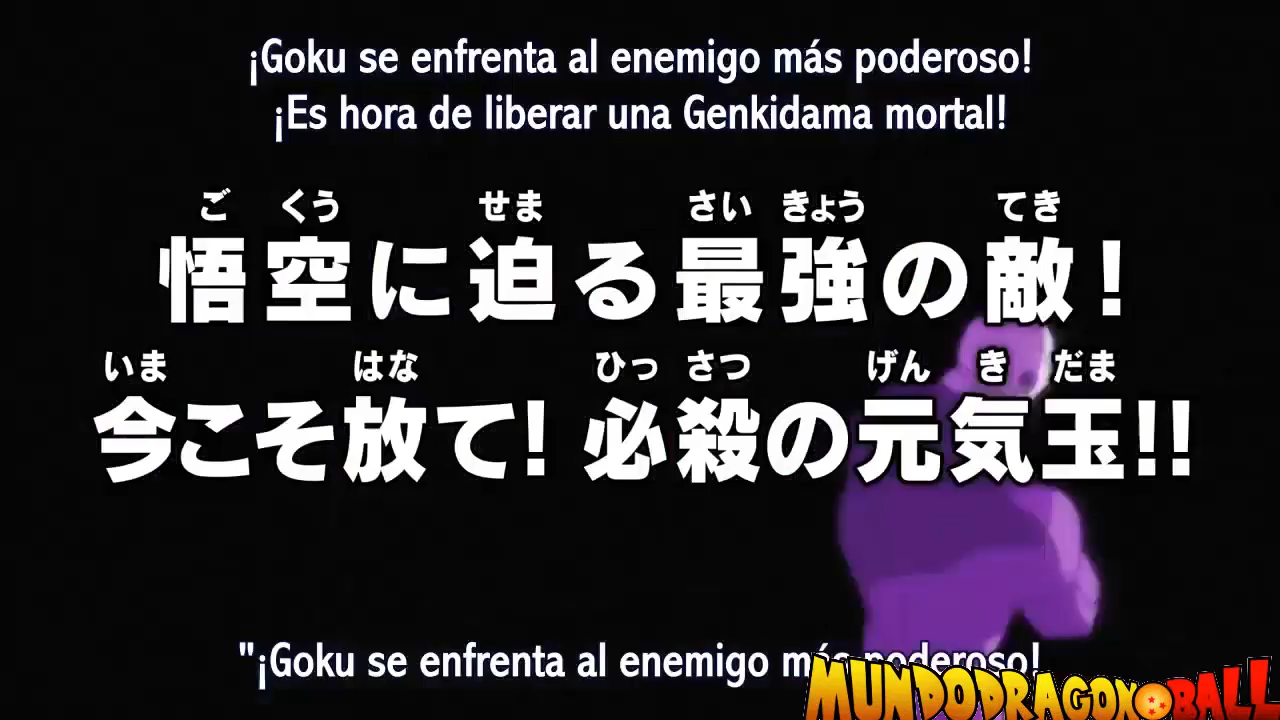 ¡Goku se enfrenta al enemigo más poderoso!
¡Es hora de liberar una Genkidama mortal!
ご くう せま さい きょう てき
悟空に迫る最強の敵！
いま はな ひっ さつ げん き だま
今こそ放て！ 必殺の元気玉!!
"¡Goku se enfrenta al enemigo más poderoso!
MUNDODRAGONBALL